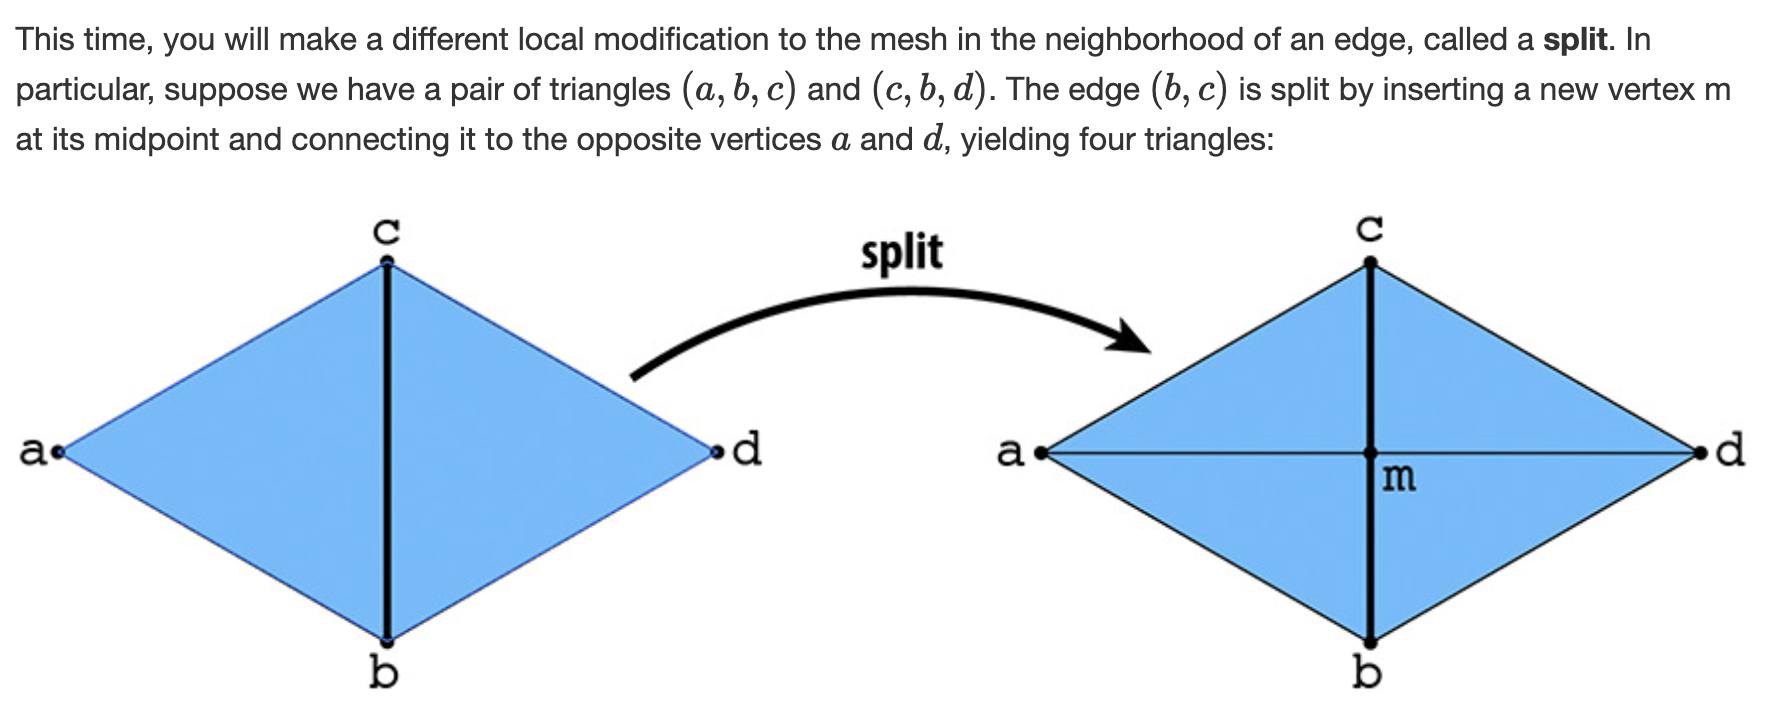 This time, you will make a different local modification to the mesh in the neighborhood of an edge, called a split. In
particular, suppose we have a pair of triangles (a, b, c) and (c, b, d). The edge (b, c) is split by inserting a new vertex m
at its midpoint and connecting it to the opposite vertices a and d, yielding four triangles:
c
a
d
b
split
c
a
d
m
b